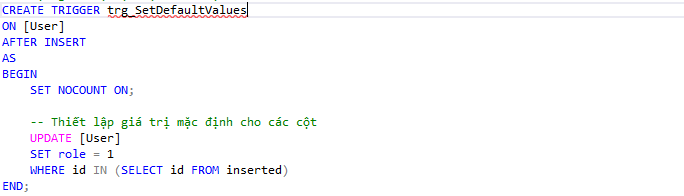 CREATE TRIGGER trg_SetDefaultValues
ON [User]
AFTER INSERT
AS
BEGIN
    SET NOCOUNT ON;

    -- Thiết lập giá trị mặc định cho các cột
    UPDATE [User]
    SET role = 1
    WHERE id IN (SELECT id FROM inserted)
END;